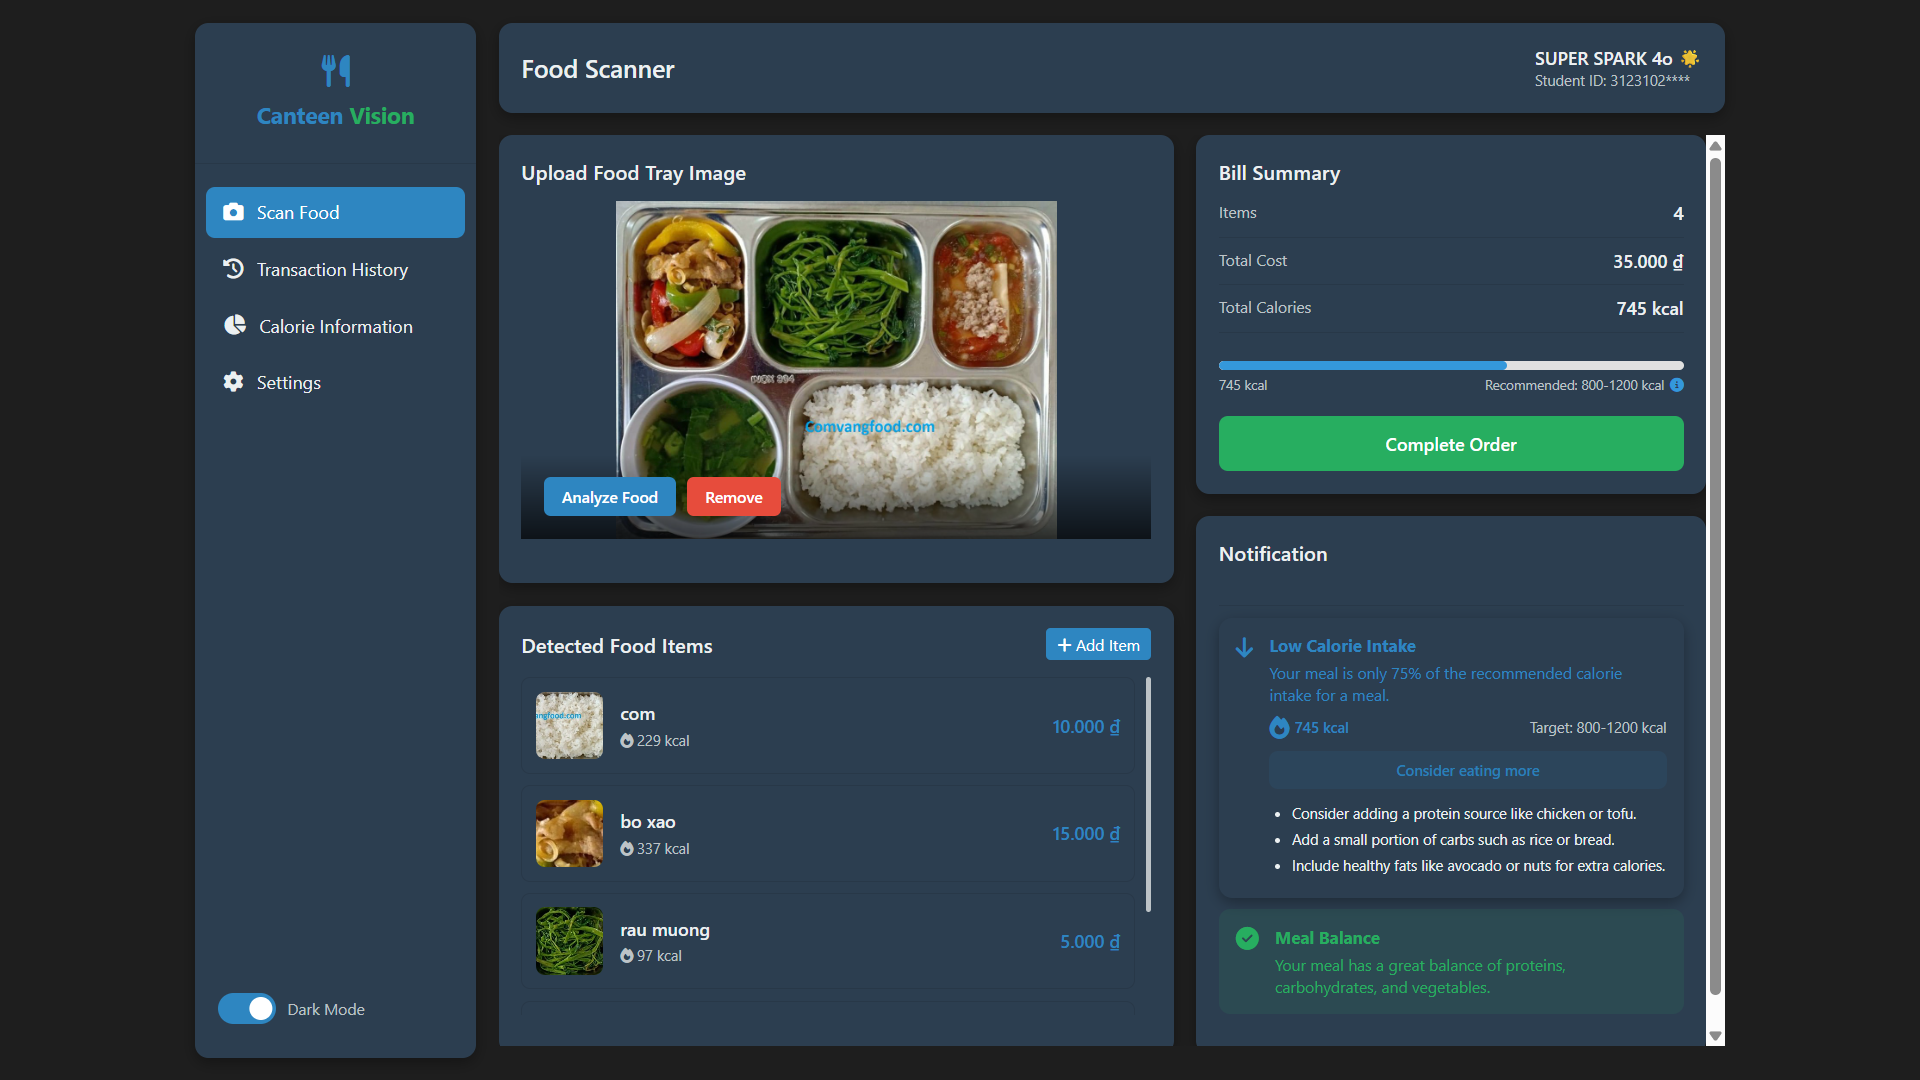 Canteen Vision
Scan Food
Transaction History
Calorie Information
Settings
Dark Mode
Food Scanner
SUPER SPARK 4o 🌟
Student ID: 3123102****
Upload Food Tray Image
INOX 304
Comvangfood.com
Analyze Food
Remove
Detected Food Items
+ Add Item
angfood.com
com
229 kcal
10.000 ₫
bo xao
337 kcal
15.000 ₫
rau muong
97 kcal
5.000 ₫
Bill Summary
Items 4
Total Cost 35.000 ₫
Total Calories 745 kcal
745 kcal Recommended: 800-1200 kcal
Complete Order
Notification
Low Calorie Intake
Your meal is only 75% of the recommended calorie
intake for a meal.
745 kcal Target: 800-1200 kcal
Consider eating more
• Consider adding a protein source like chicken or tofu.
• Add a small portion of carbs such as rice or bread.
• Include healthy fats like avocado or nuts for extra calories.
Meal Balance
Your meal has a great balance of proteins,
carbohydrates, and vegetables.